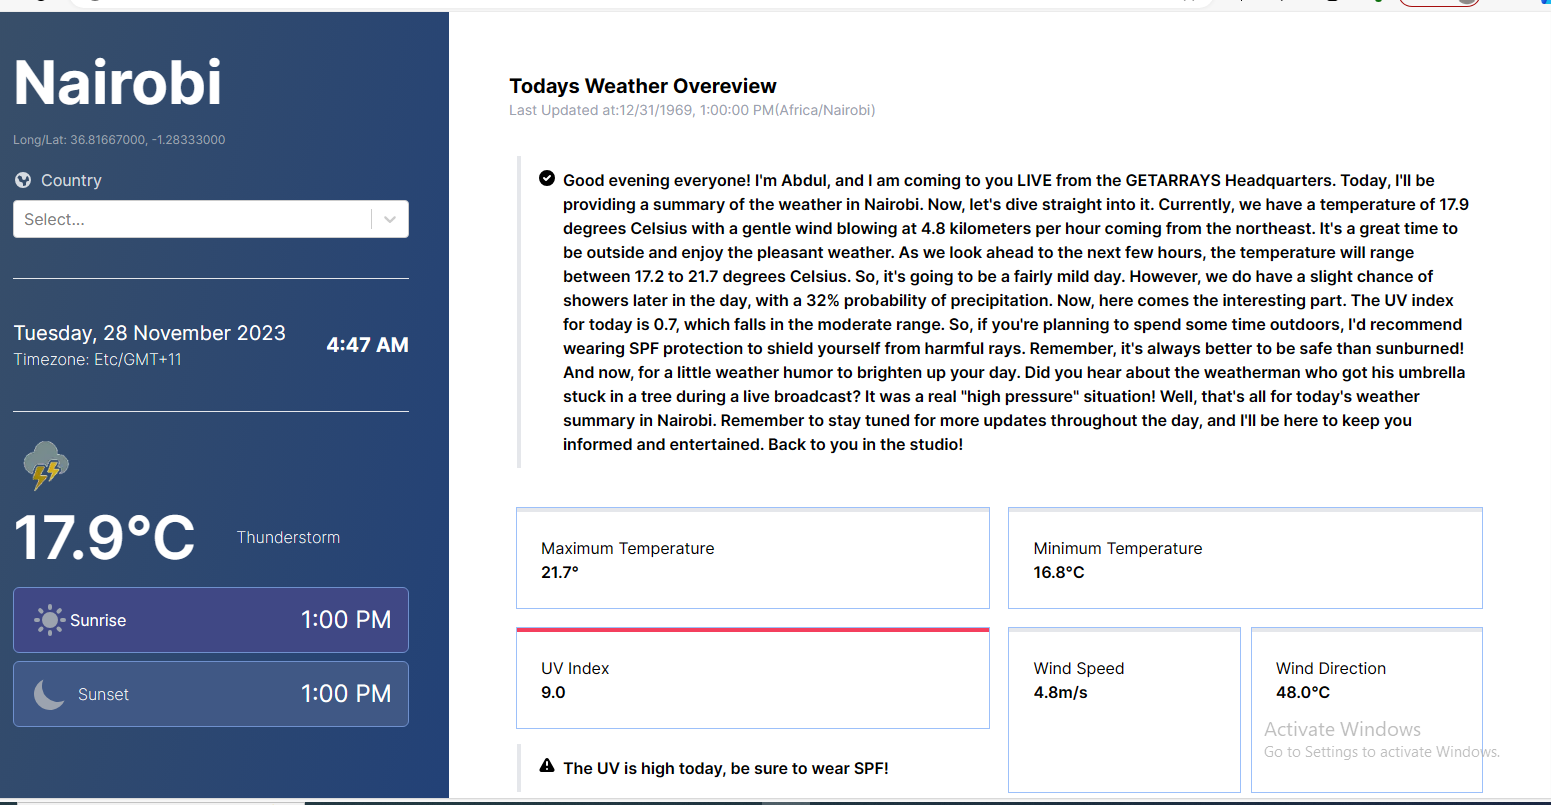 Nairobi
Long/Lat: 36.81667000, -1.28333000
Country
Select...
Tuesday, 28 November 2023
4:47 AM
Timezone: Etc/GMT+11
17.9°C
Thunderstorm
Sunrise
1:00 PM
Sunset
1:00 PM
Todays Weather Overeview
Last Updated at:12/31/1969, 1:00:00 PM(Africa/Nairobi)
Good evening everyone! I'm Abdul, and I am coming to you LIVE from the GETARRAYS Headquarters. Today, I'll be
providing a summary of the weather in Nairobi. Now, let's dive straight into it. Currently, we have a temperature of 17.9
degrees Celsius with a gentle wind blowing at 4.8 kilometers per hour coming from the northeast. It's a great time to
be outside and enjoy the pleasant weather. As we look ahead to the next few hours, the temperature will range
between 17.2 to 21.7 degrees Celsius. So, it's going to be a fairly mild day. However, we do have a slight chance of
showers later in the day, with a 32% probability of precipitation. Now, here comes the interesting part. The UV index
for today is 0.7, which falls in the moderate range. So, if you're planning to spend some time outdoors, I'd recommend
wearing SPF protection to shield yourself from harmful rays. Remember, it's always better to be safe than sunburned!
And now, for a little weather humor to brighten up your day. Did you hear about the weatherman who got his umbrella
stuck in a tree during a live broadcast? It was a real "high pressure" situation! Well, that's all for today's weather
summary in Nairobi. Remember to stay tuned for more updates throughout the day, and I'll be here to keep you
informed and entertained. Back to you in the studio!
Maximum Temperature
21.7°
Minimum Temperature
16.8°C
UV Index
9.0
Wind Speed
4.8m/s
Wind Direction
48.0°C
The UV is high today, be sure to wear SPF!
Activate Windows
Go to Settings to activate Windows.